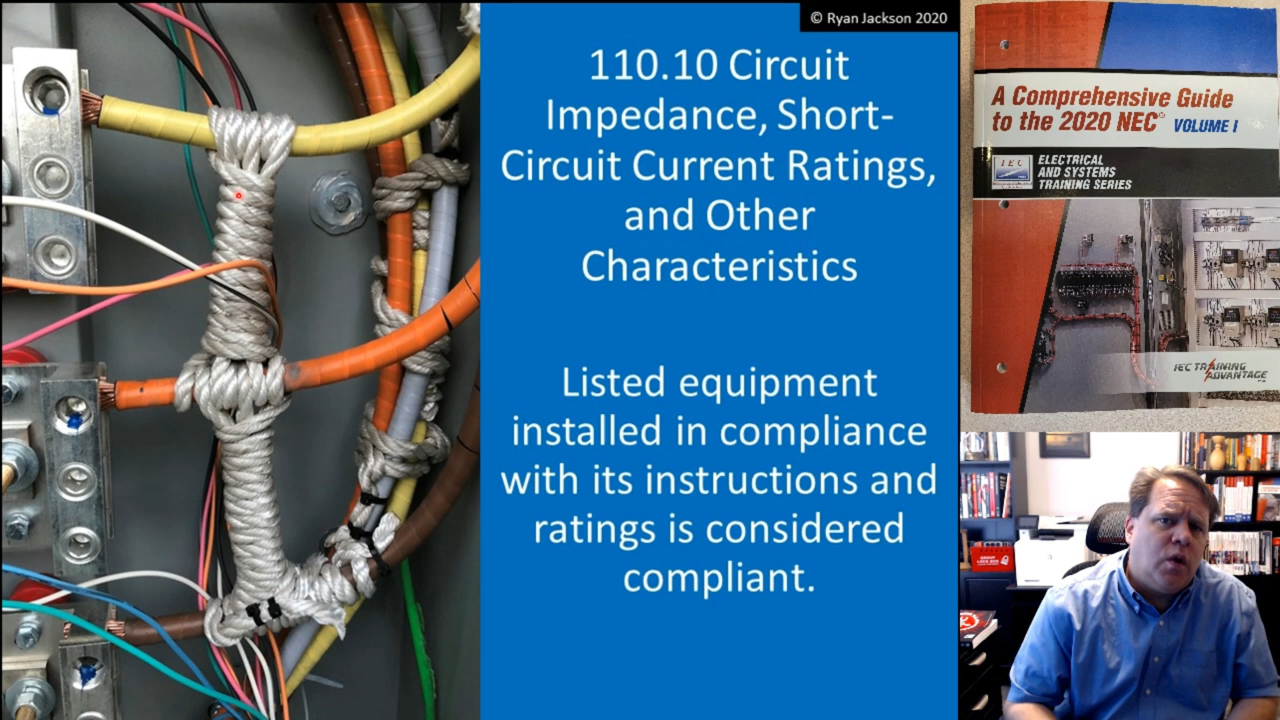 © Ryan Jackson 2020
110.10 Circuit
Impedance, Short-
Circuit Current Ratings,
and Other
Characteristics
Listed equipment
installed in compliance
with its instructions and
ratings is considered
compliant.
A Comprehensive Guide
to the 2020 NEC® VOLUME I
IEC
ELECTRICAL
AND SYSTEMS
TRAINING SERIES
IEC TRAINING
ADVANTAGE